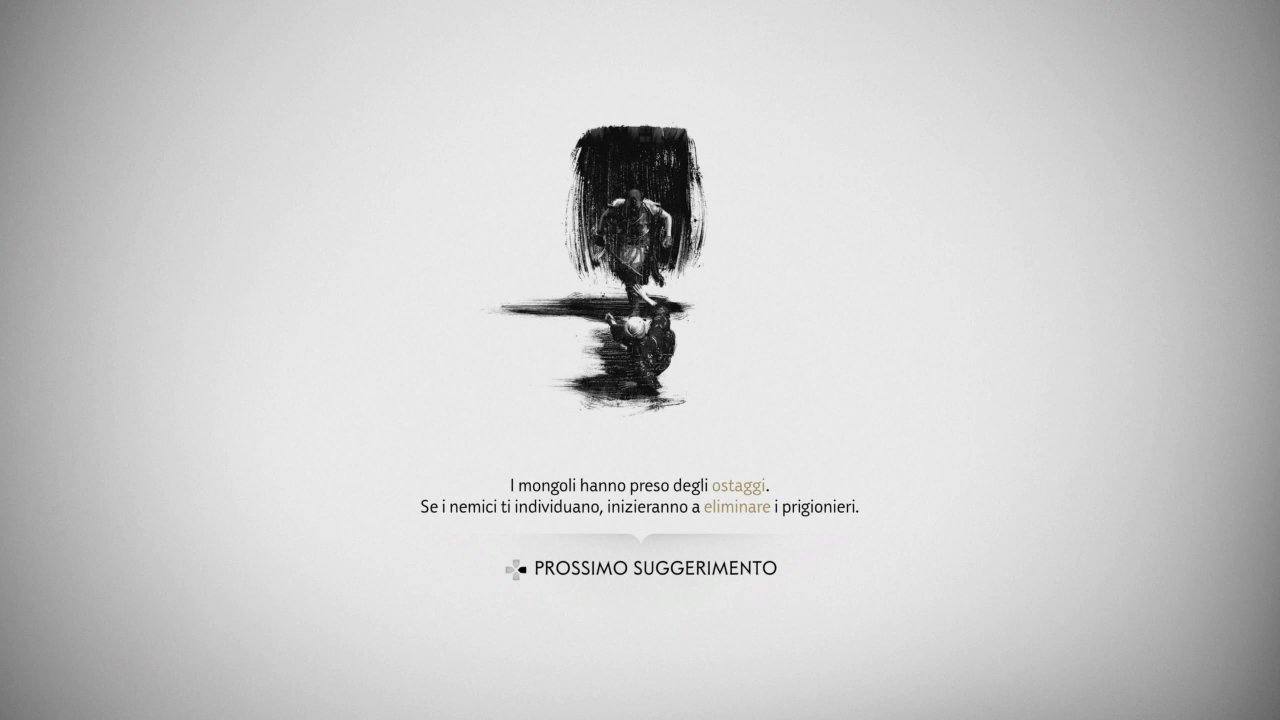 I mongoli hanno preso degli ostaggi.
Se i nemici ti individuano, inizieranno a eliminare i prigionieri.
PROSSIMO SUGGERIMENTO